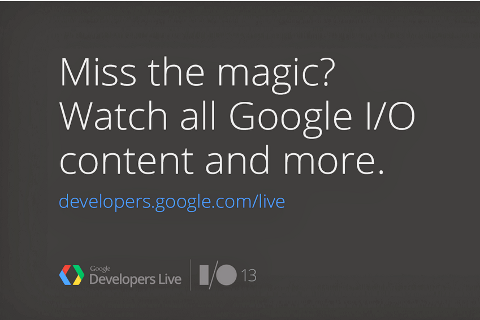 Miss the magic?
Watch all Google I/O
content and more.
developers.google.com/live
Google
Developers Live
I/O 13